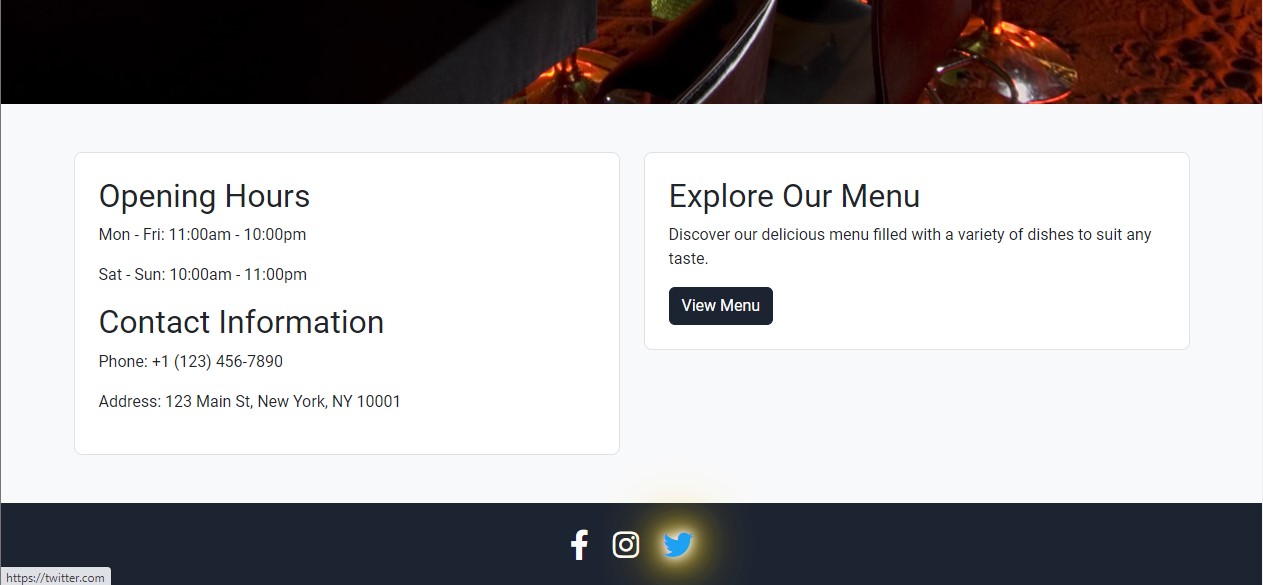 Opening Hours
Mon - Fri: 11:00am - 10:00pm
Sat - Sun: 10:00am - 11:00pm
Contact Information
Phone: +1 (123) 456-7890
Address: 123 Main St, New York, NY 10001
Explore Our Menu
Discover our delicious menu filled with a variety of dishes to suit any
taste.
View Menu
https://twitter.com